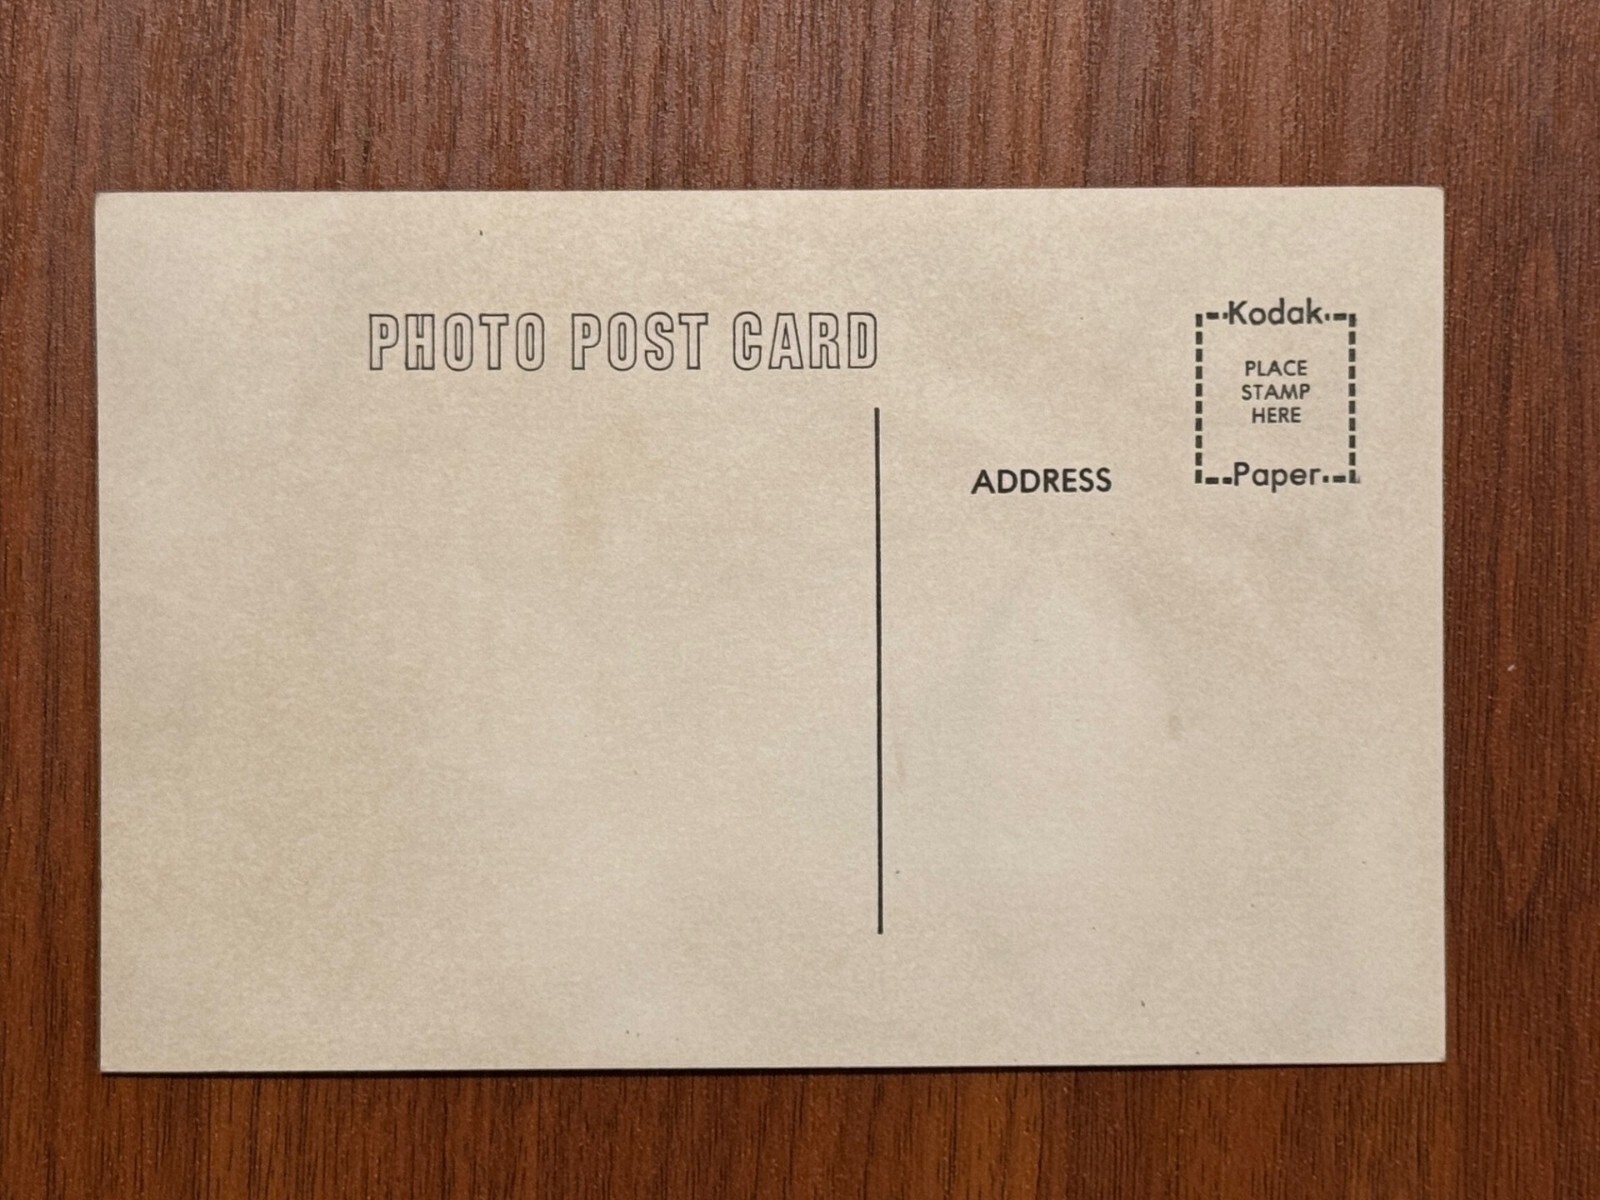 PHOTO POST CARD
Kodak
PLACE
STAMP
HERE
Paper
ADDRESS